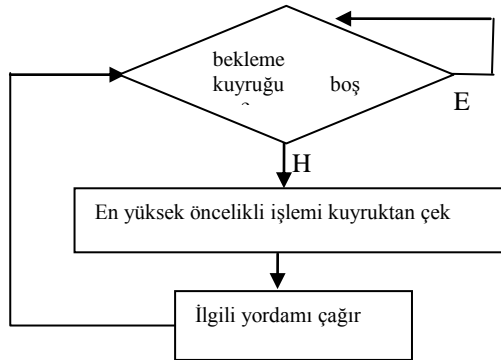 bekleme
kuyruğu boş
E
H
En yüksek öncelikli işlemi kuyruktan çek
İlgili yordamı çağır